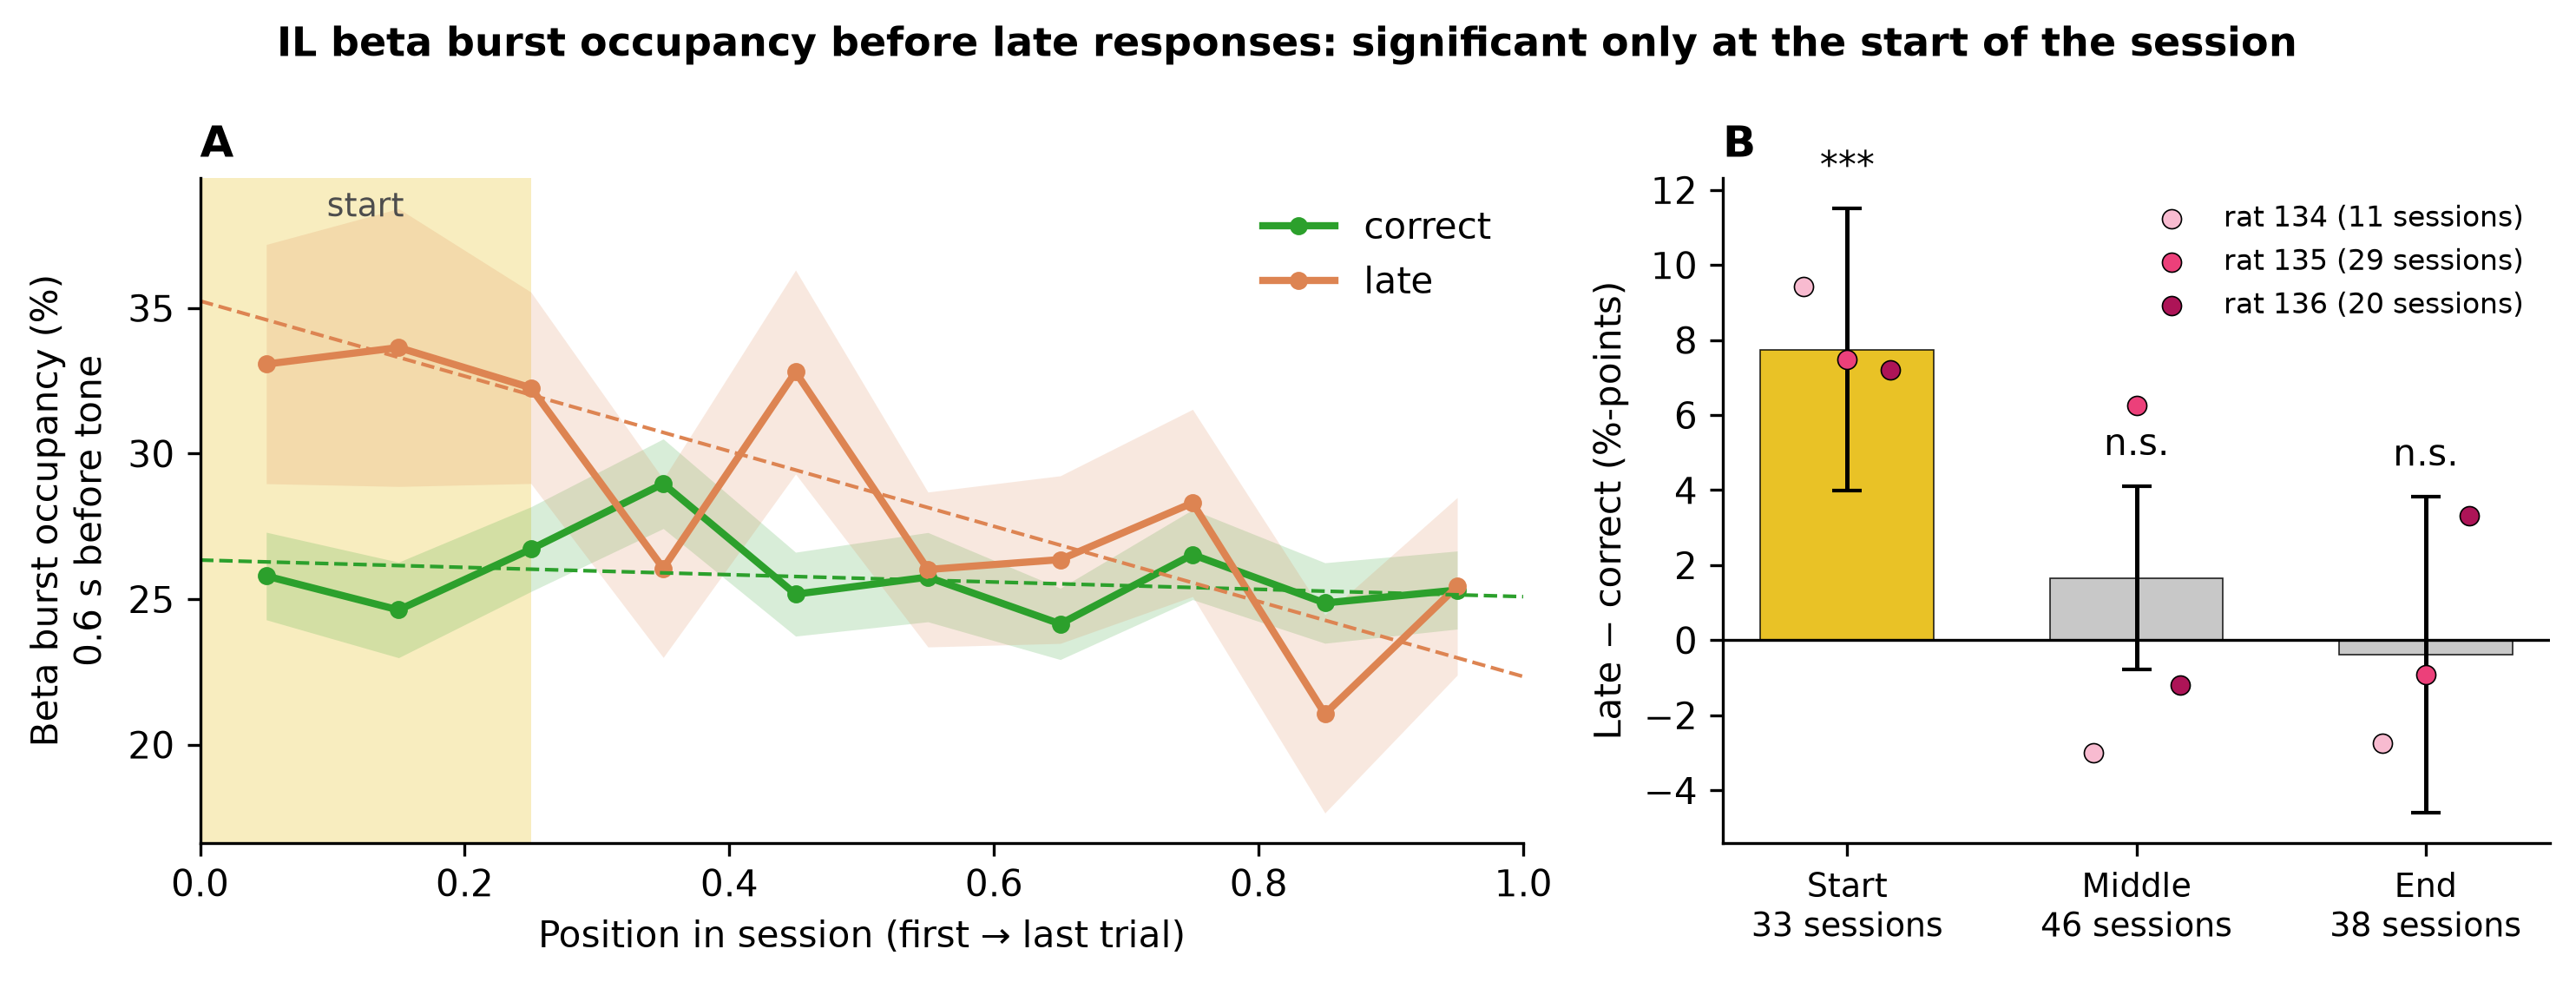 IL beta burst occupancy before late responses: significant only at the start of the session
A
start
correct
late
35
30
25
20
Beta burst occupancy (%)
0.6 s before tone
0.0
0.2
0.4
0.6
0.8
1.0
Position in session (first → last trial)
B
***
rat 134 (11 sessions)
rat 135 (29 sessions)
rat 136 (20 sessions)
n.s.
n.s.
12
10
8
6
4
2
0
−2
−4
Late − correct (%-points)
Start
33 sessions
Middle
46 sessions
End
38 sessions